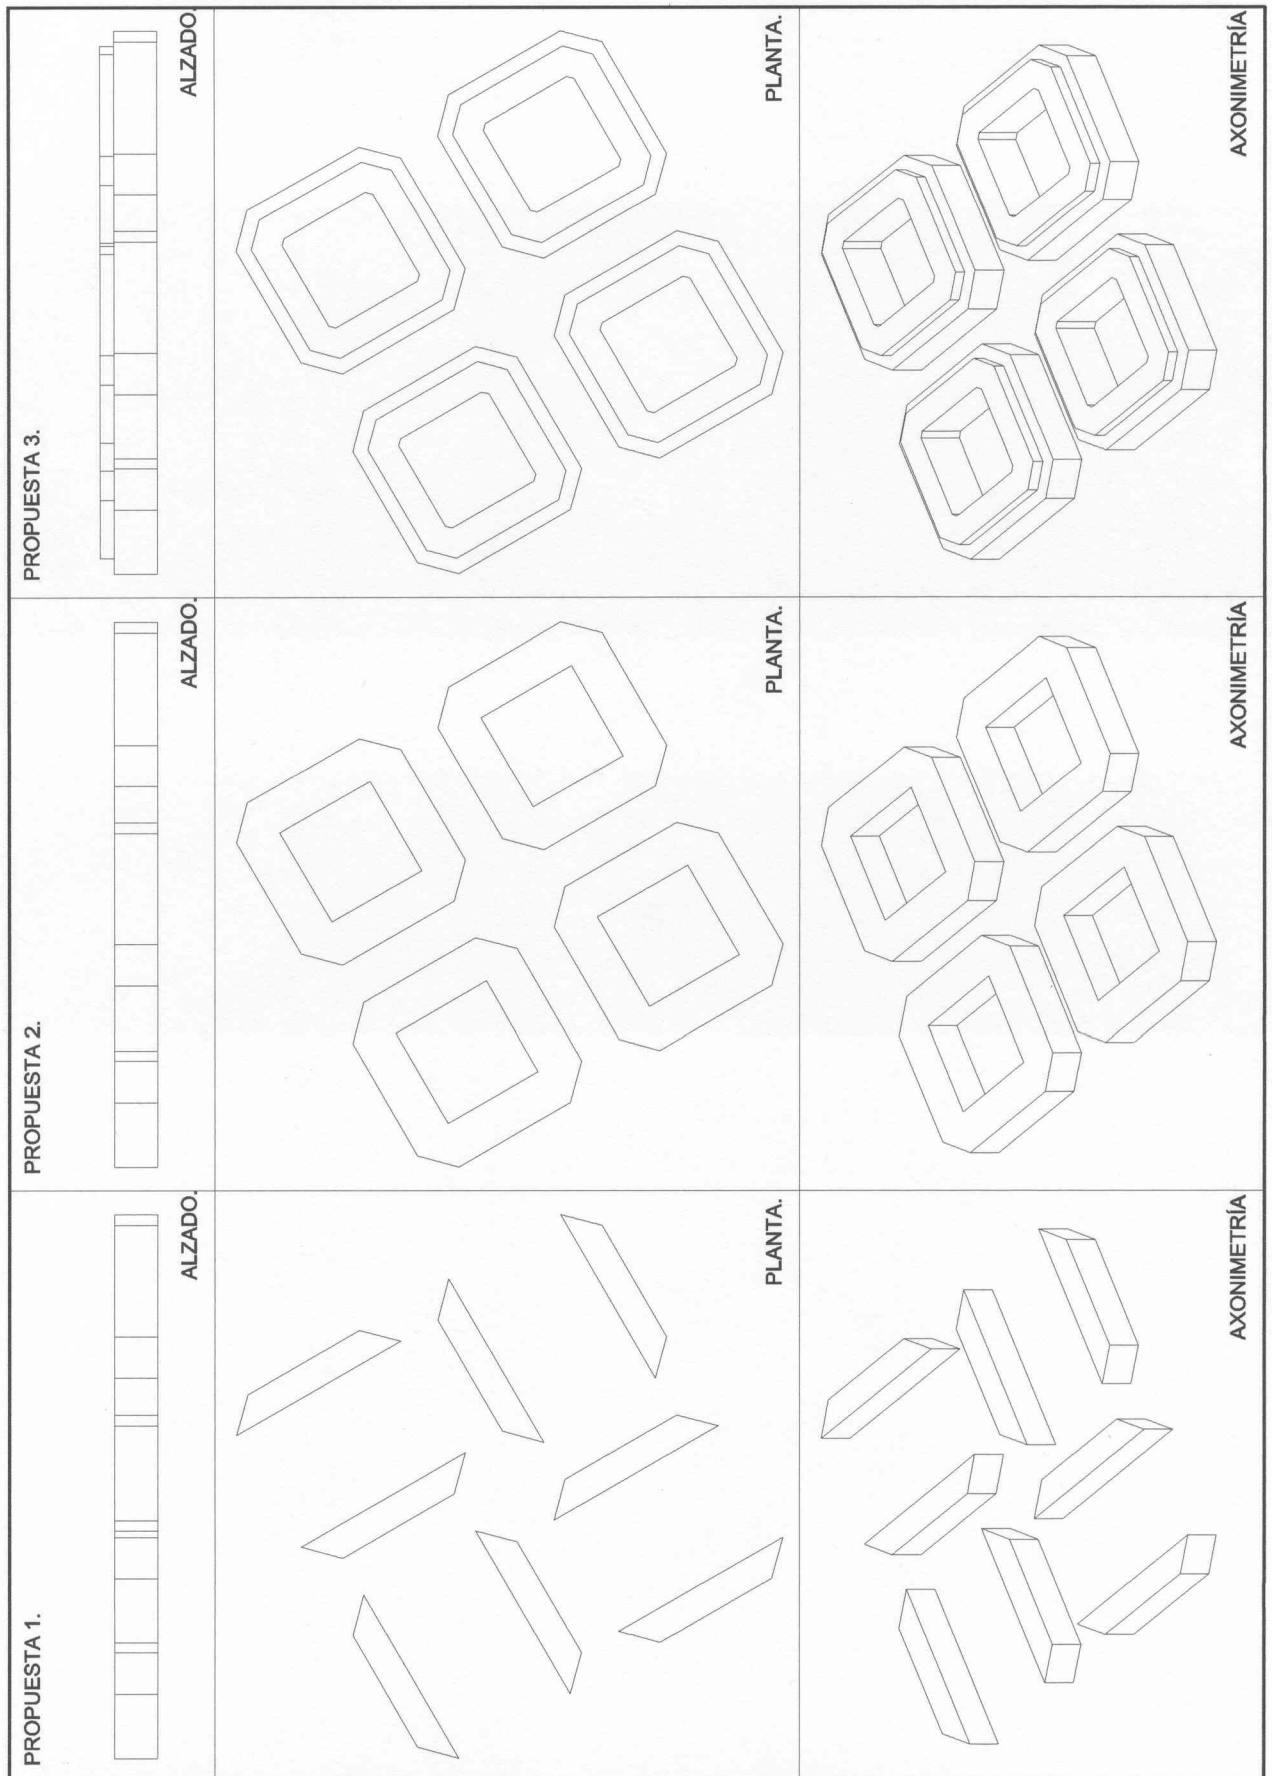 PROPUESTA 1.
ALZADO.
PLANTA.
AXONIMETRÍA
PROPUESTA 2.
ALZADO.
PLANTA.
AXONIMETRÍA
PROPUESTA 3.
ALZADO.
PLANTA.
AXONIMETRÍA